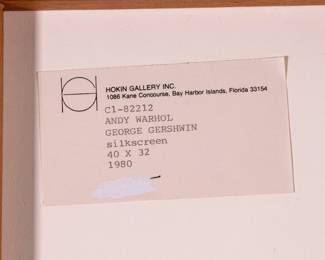 HOKIN GALLERY INC.
1086 Kane Concourse, Bay Harbor Islands, Florida 33154
C1-82212
ANDY WARHOL
GEORGE GERSHWIN
silkscreen
40 X 32
1980